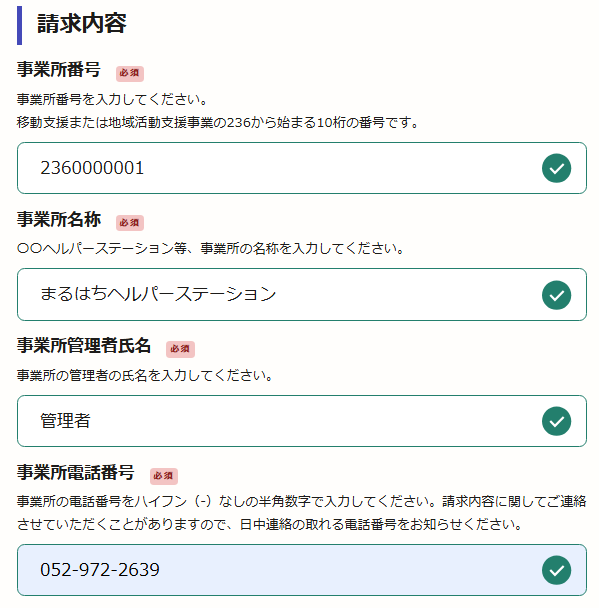 請求内容
事業所番号 必須
事業所番号を入力してください。
移動支援または地域活動支援事業の236から始まる10桁の番号です。
2360000001
事業所名称 必須
〇〇ヘルパーステーション等、事業所の名称を入力してください。
まるはちヘルパーステーション
事業所管理者氏名 必須
事業所の管理者の氏名を入力してください。
管理者
事業所電話番号 必須
事業所の電話番号をハイフン（-）なしの半角数字で入力してください。請求内容に関してご連絡
させていただくことがありますので、日中連絡の取れる電話番号をお知らせください。
052-972-2639